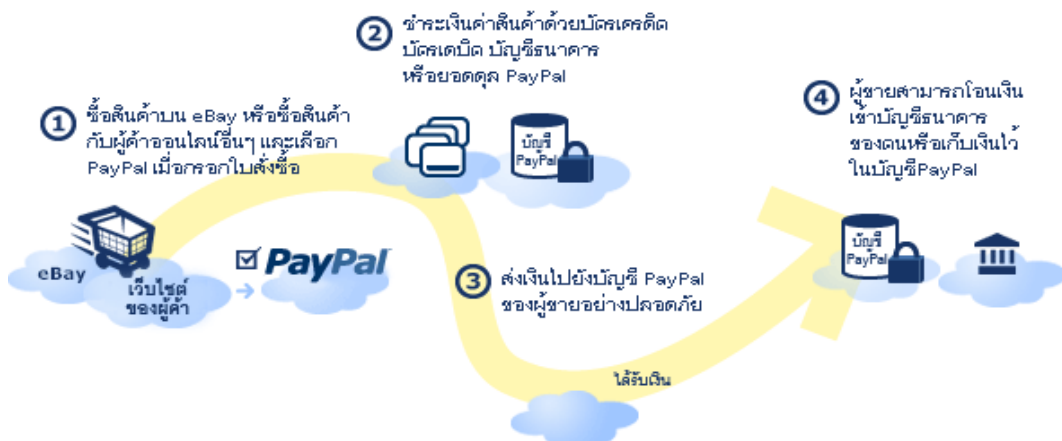 1
ซื้อสินค้าบน eBay หรือซื้อสินค้า
กับผู้ค้าออนไลน์อื่นๆ และเลือก
PayPal เมื่อกรอกใบสั่งซื้อ
eBay
เว็บไซต์
ของผู้ค้า
PayPal
2
ชำระเงินค่าสินค้าด้วยบัตรเครดิต
บัตรเดบิต บัญชีธนาคาร
หรือยอดดุล PayPal
บัญชี
PayPal
3
ส่งเงินไปยังบัญชี PayPal
ของผู้ขายอย่างปลอดภัย
ได้รับเงิน
4
ผู้ขายสามารถโอนเงิน
เข้าบัญชีธนาคาร
ของตนหรือเก็บเงินไว้
ในบัญชีPayPal
บัญชี
PayPal